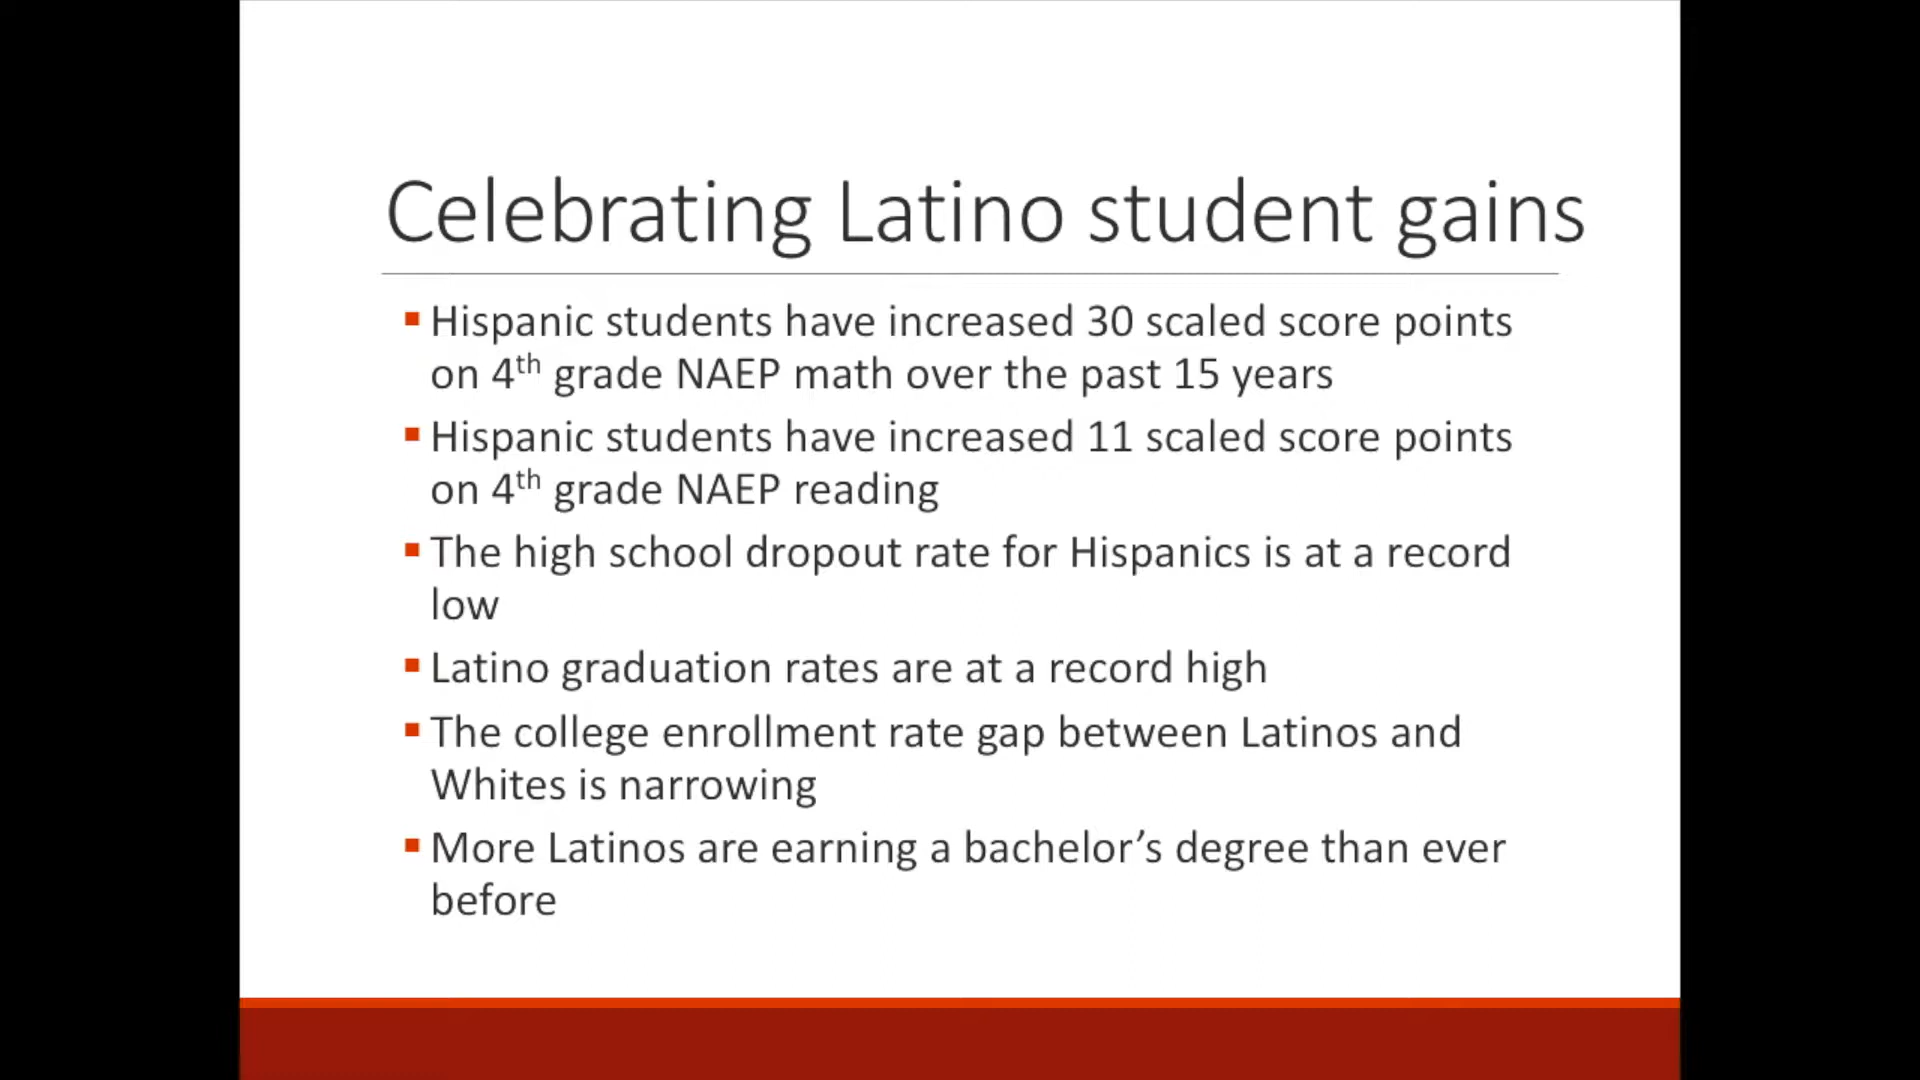 Celebrating Latino student gains
▪ Hispanic students have increased 30 scaled score points
on 4th grade NAEP math over the past 15 years
▪ Hispanic students have increased 11 scaled score points
on 4th grade NAEP reading
▪ The high school dropout rate for Hispanics is at a record
low
▪ Latino graduation rates are at a record high
▪ The college enrollment rate gap between Latinos and
Whites is narrowing
▪ More Latinos are earning a bachelor’s degree than ever
before